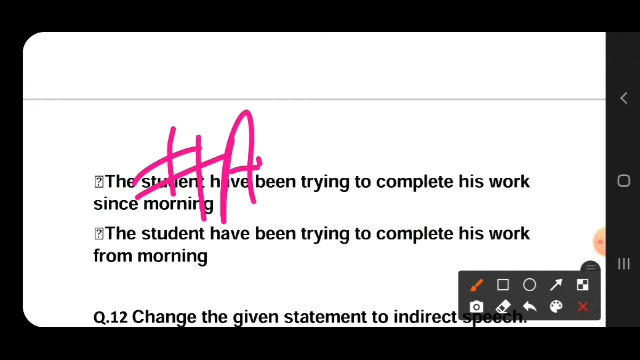 #A
The student have been trying to complete his work
since morning
The student have been trying to complete his work
from morning
Q.12 Change the given statement to indirect speech.